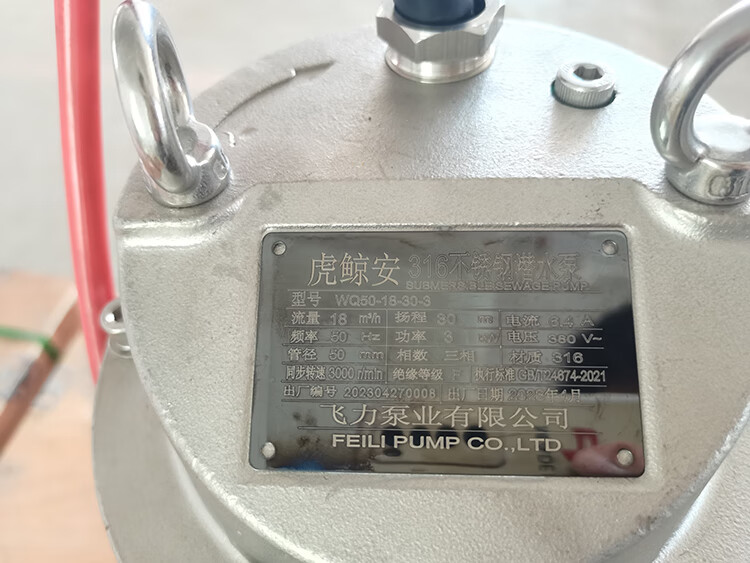 虎鲸安 316不锈钢潜水泵
SUBMERSIBLE SEWAGE PUMP
型号 WQ50-18-30-3
流量 18 m³/h 扬程 30 m 电流 A
频率 50 Hz 功率 3 电压 380 V~
管径 50 mm 相数 三相 材质 316
同步转速 3000 r/min 绝缘等级 F 执行标准 GB/T24674-2021
出厂编号 202304270006 出厂日期
飞力泵业有限公司
FEILI PUMP CO.,LTD